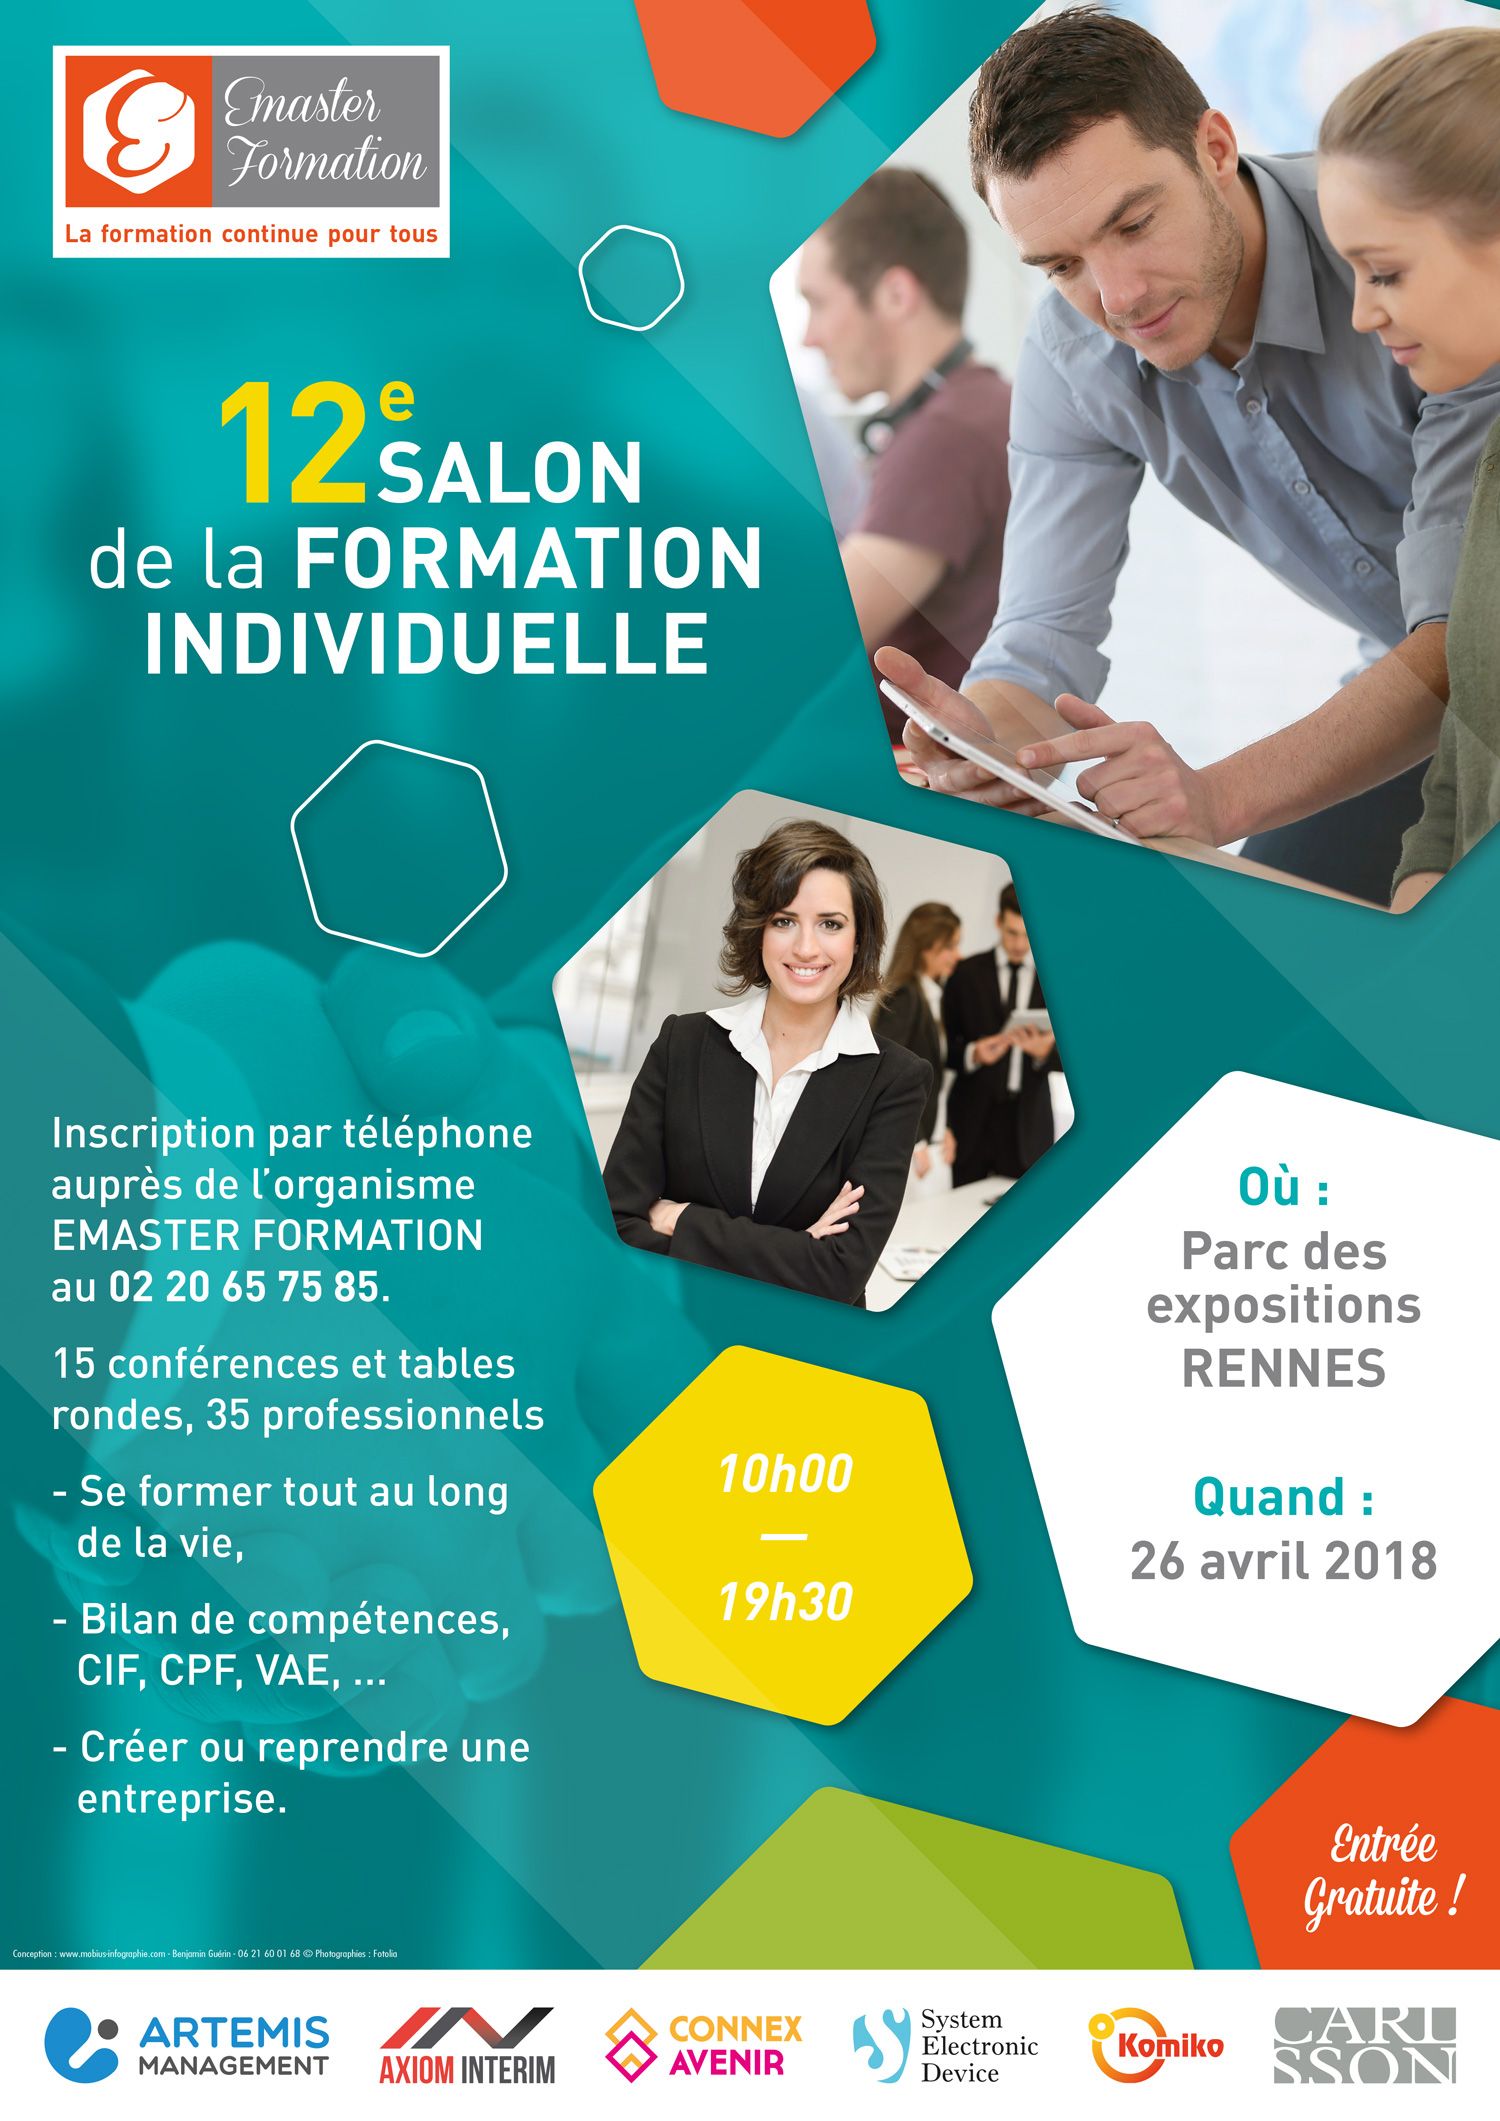 Emaster
Formation
La formation continue pour tous
12e SALON
de la FORMATION
INDIVIDUELLE
Inscription par téléphone
auprès de l'organisme
EMASTER FORMATION
au 02 20 65 75 85.
15 conférences et tables
rondes, 35 professionnels
- Se former tout au long
de la vie,
- Bilan de compétences,
CIF, CPF, VAE, ...
- Créer ou reprendre une
entreprise.
10h00
—
19h30
Où :
Parc des
expositions
RENNES
Quand :
26 avril 2018
Entrée
Gratuite !
Conception : www.mobius-infographie.com - Benjamin Guérin - 06 21 60 01 68 © Photographies : Fotolia
ARTEMIS
MANAGEMENT
AXIOM INTERIM
CONNEX
AVENIR
System
Electronic
Device
Komiko
CARL
SSON